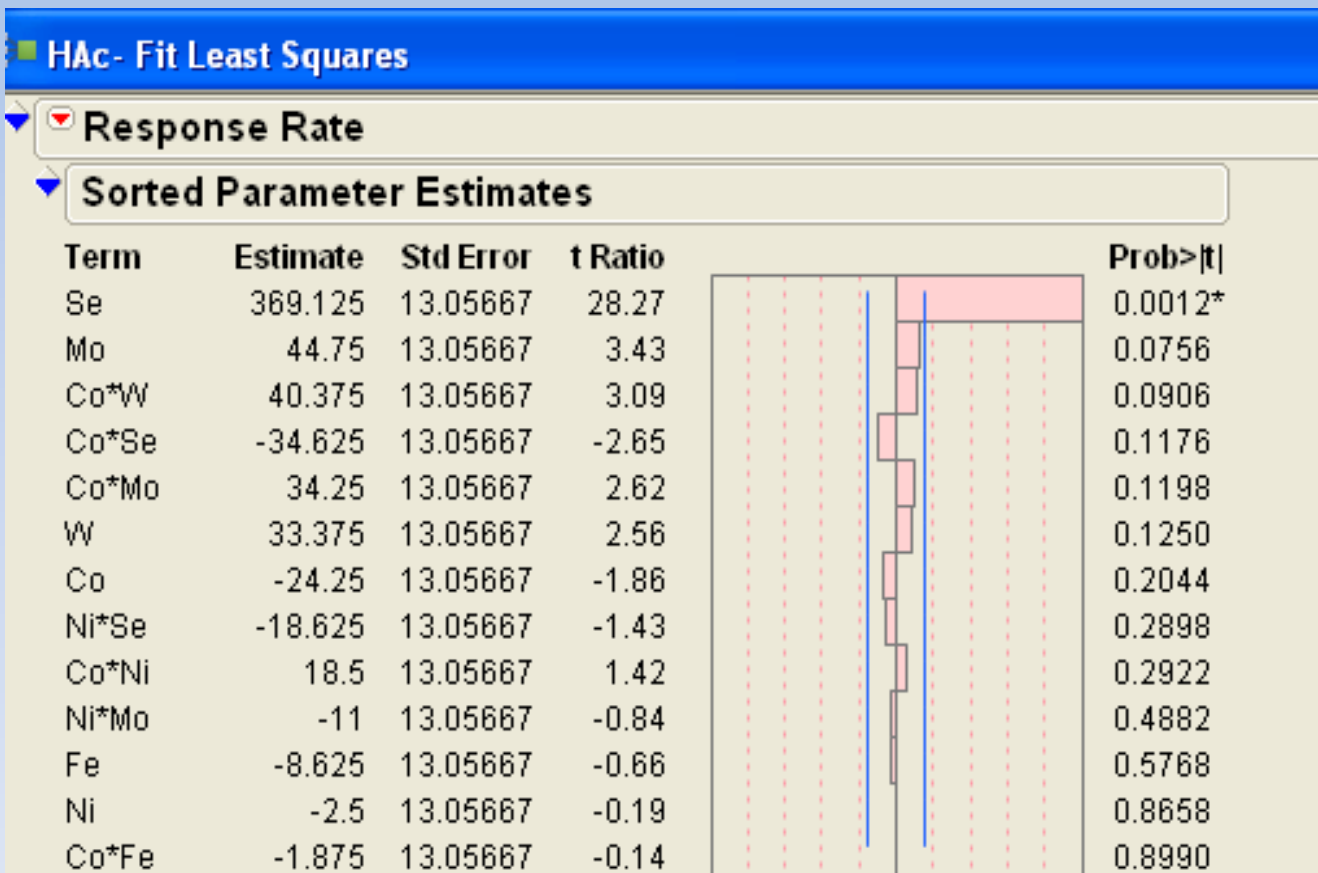 HAc- Fit Least Squares
Response Rate
Sorted Parameter Estimates
Term Estimate Std Error t Ratio Prob>|t|
Se 369.125 13.05667 28.27 0.0012*
Mo 44.75 13.05667 3.43 0.0756
Co*W 40.375 13.05667 3.09 0.0906
Co*Se -34.625 13.05667 -2.65 0.1176
Co*Mo 34.25 13.05667 2.62 0.1198
W 33.375 13.05667 2.56 0.1250
Co -24.25 13.05667 -1.86 0.2044
Ni*Se -18.625 13.05667 -1.43 0.2898
Co*Ni 18.5 13.05667 1.42 0.2922
Ni*Mo -11 13.05667 -0.84 0.4882
Fe -8.625 13.05667 -0.66 0.5768
Ni -2.5 13.05667 -0.19 0.8658
Co*Fe -1.875 13.05667 -0.14 0.8990